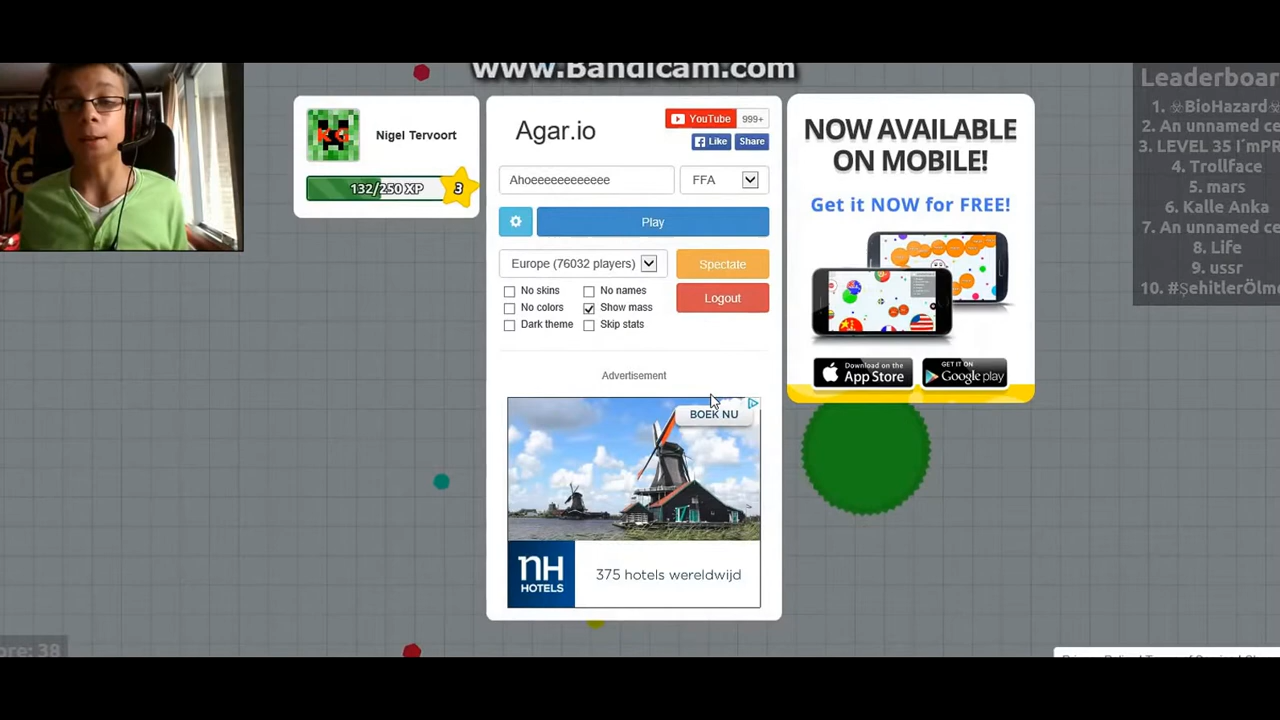 www.Bandicam.com
Nigel Tervoort
132/250 XP
3
Agar.io
YouTube 999+
Like Share
Ahoeeeeeeeeeeee
FFA
Play
Europe (76032 players)
Spectate
No skins
No names
No colors
Show mass
Logout
Dark theme
Skip stats
Advertisement
BOEK NU
nH
HOTELS
375 hotels wereldwijd
NOW AVAILABLE
ON MOBILE!
Get it NOW for FREE!
Download on the
App Store
GET IT ON
Google play
Leaderboar
1. ☣BioHazard☣
2. An unnamed ce
3. LEVEL 35 I´mPR
4. Trollface
5. mars
6. Kalle Anka
7. An unnamed ce
8. Life
9. ussr
10. #ŞehitlerÖlme
ore: 38